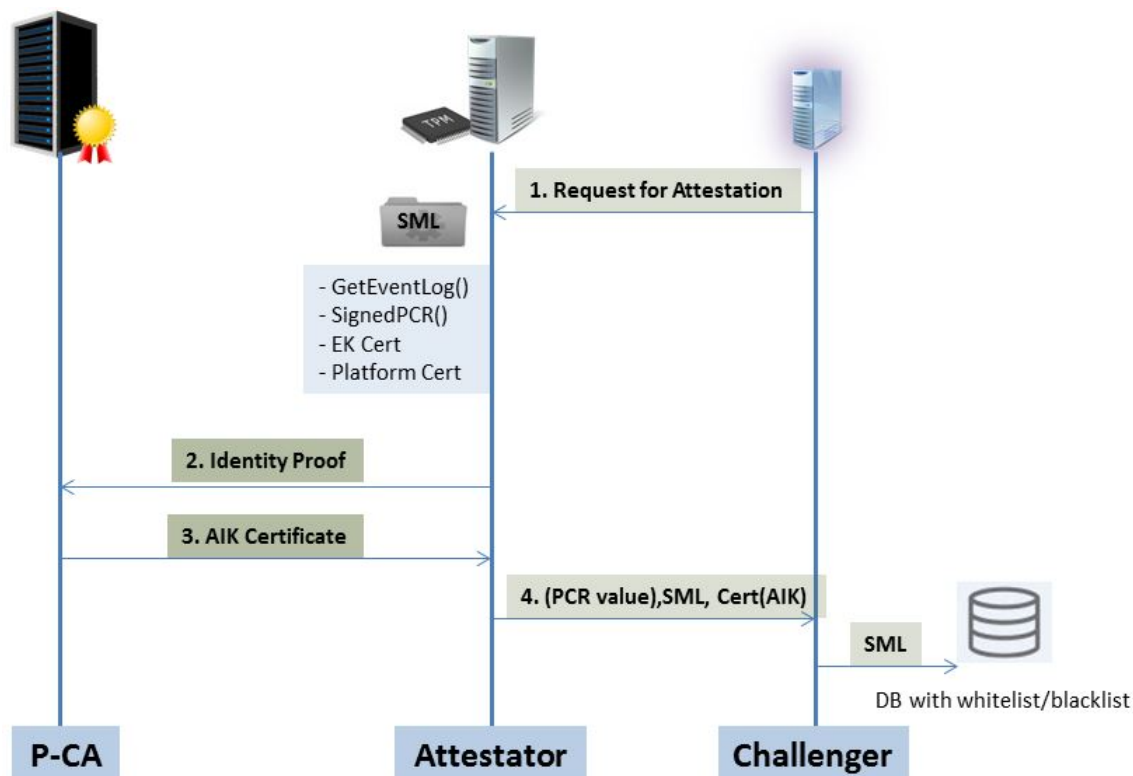 TPM
1. Request for Attestation
SML
- GetEventLog()
- SignedPCR()
- EK Cert
- Platform Cert
2. Identity Proof
3. AIK Certificate
4. (PCR value),SML, Cert(AIK)
SML
DB with whitelist/blacklist
P-CA
Attestator
Challenger